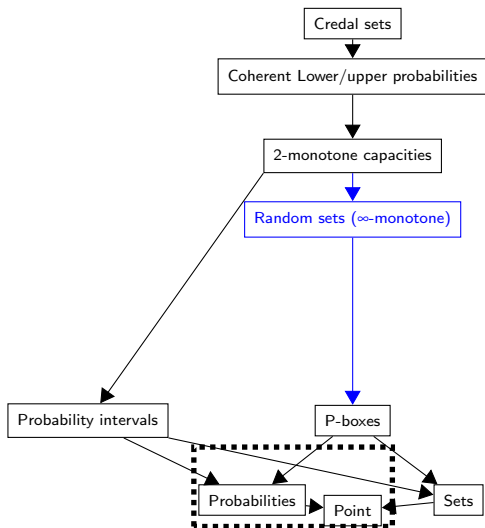 Credal sets
Coherent Lower/upper probabilities
2-monotone capacities
Random sets (∞-monotone)
Probability intervals
P-boxes
Probabilities
Point
Sets